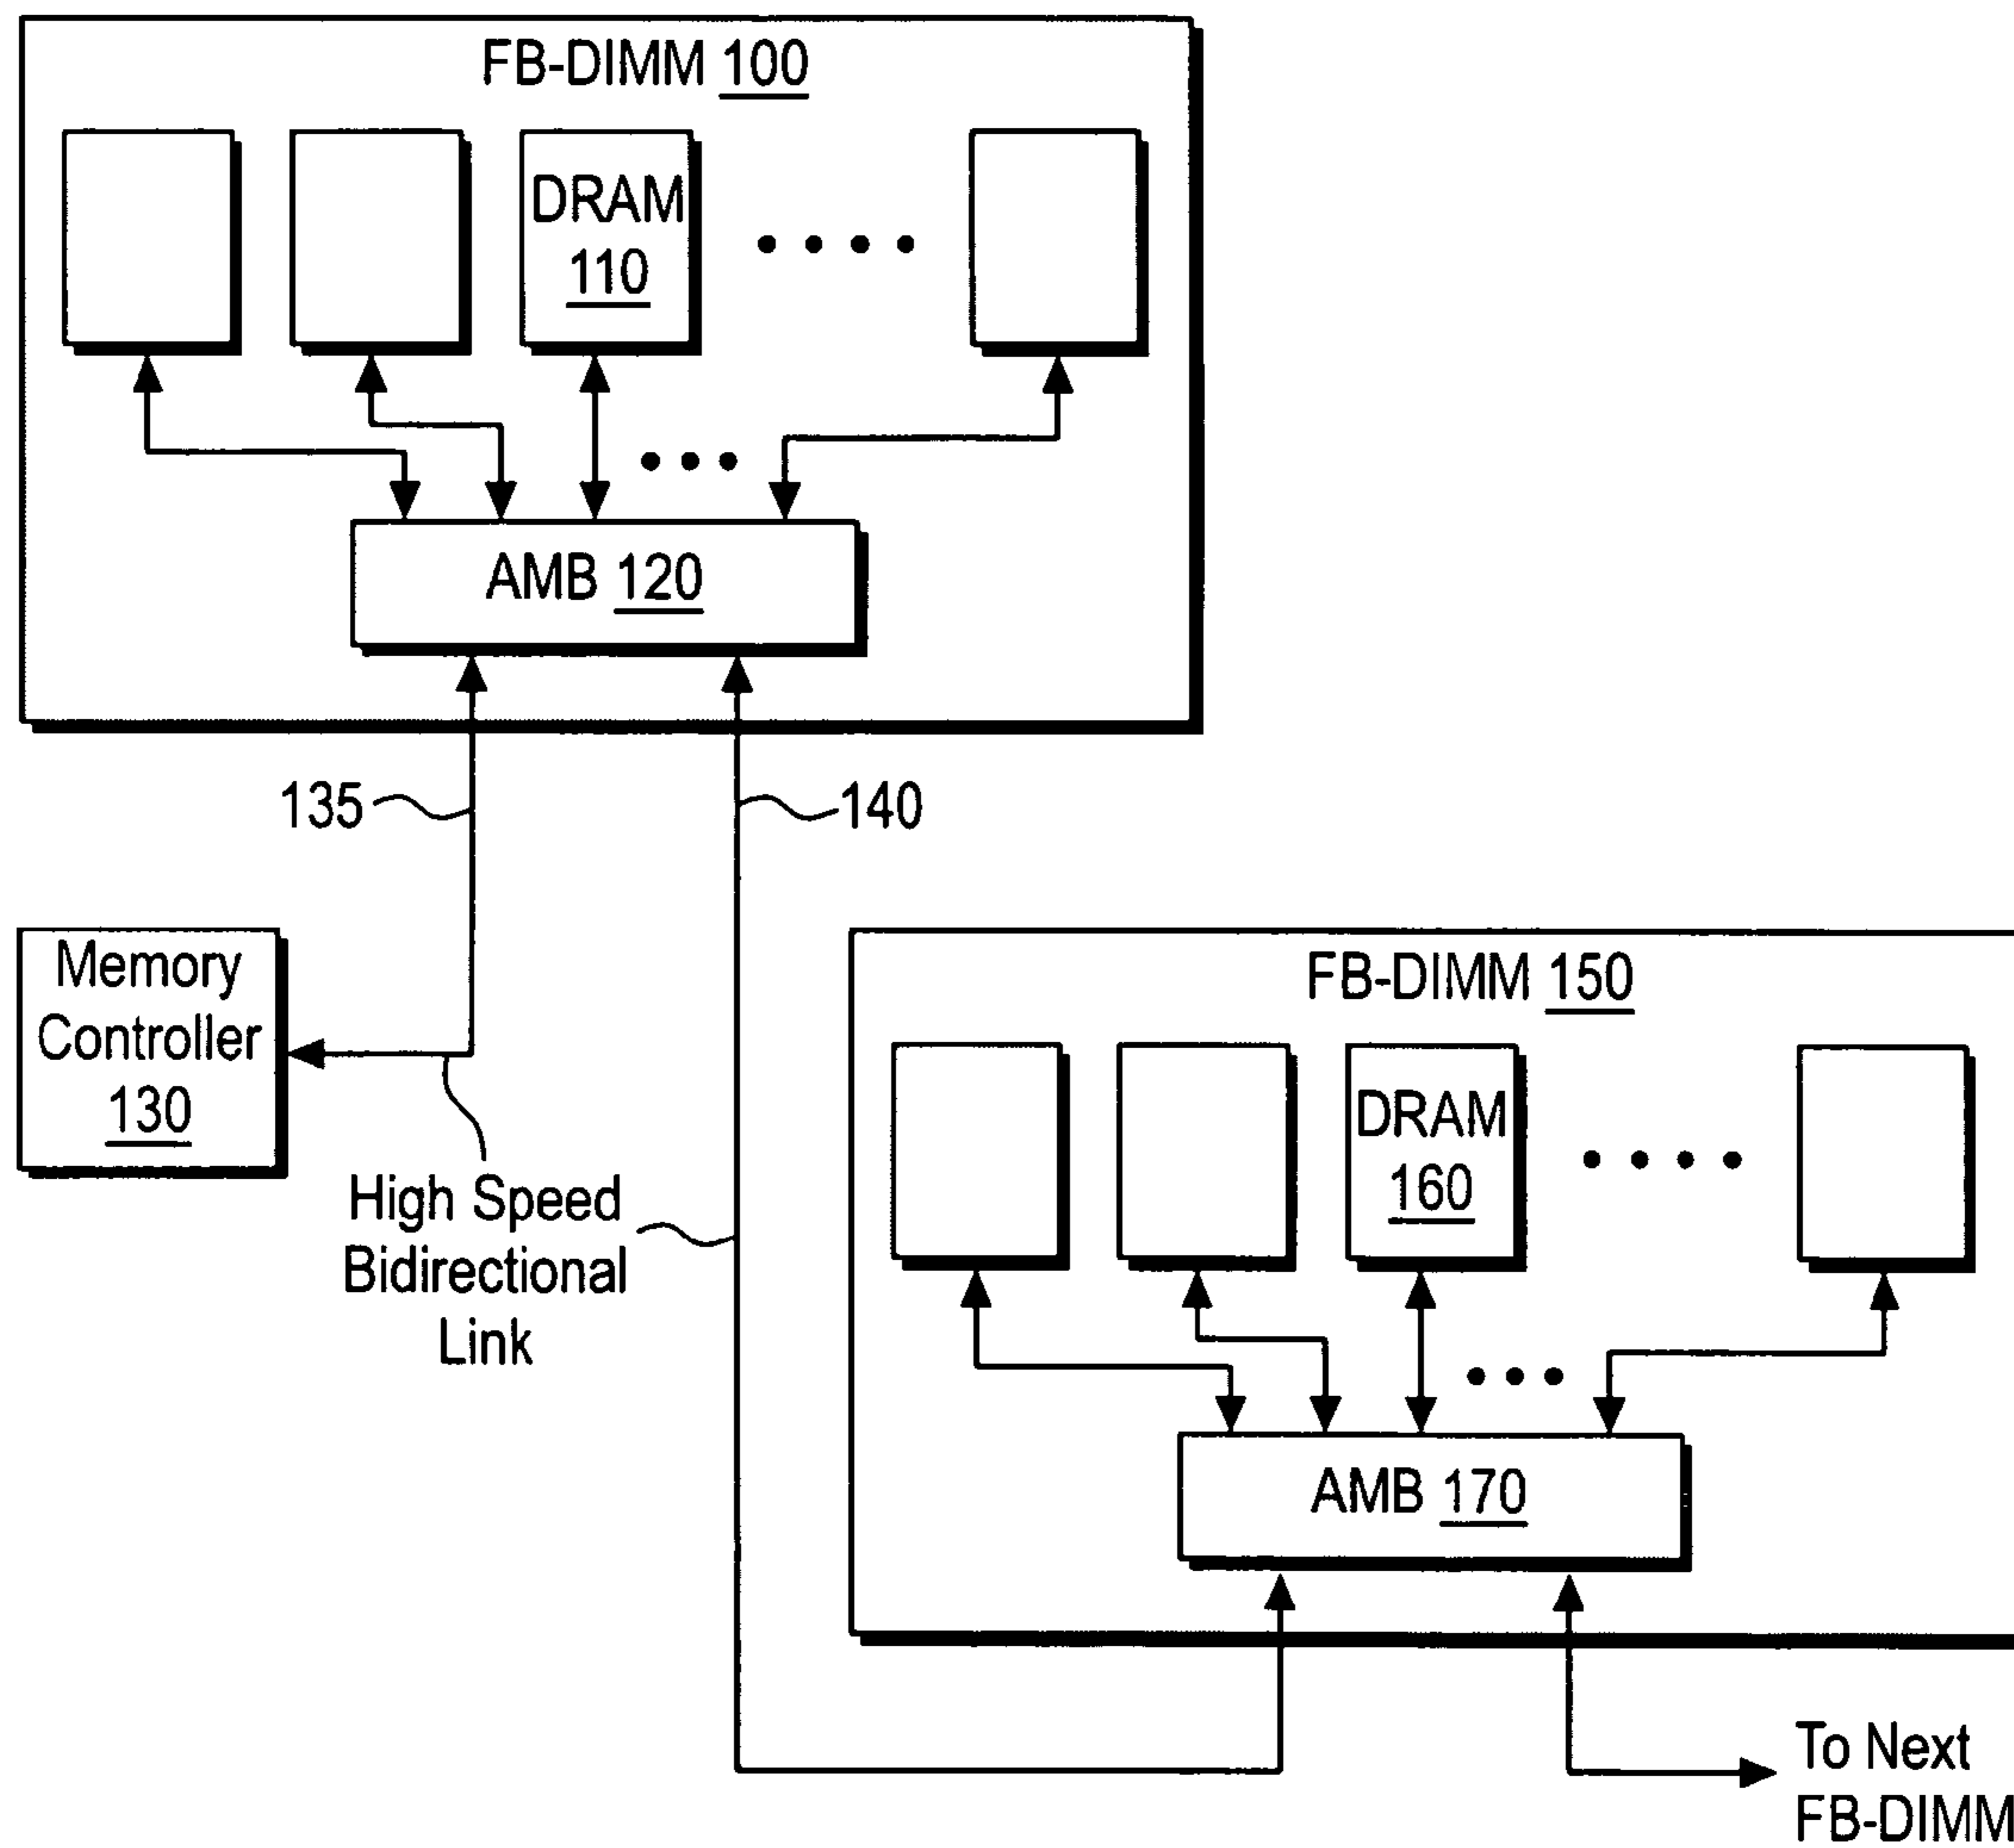 FB-DIMM 100
DRAM
110
AMB 120
135
140
Memory
Controller
130
High Speed
Bidirectional
Link
FB-DIMM 150
DRAM
160
AMB 170
To Next
FB-DIMM